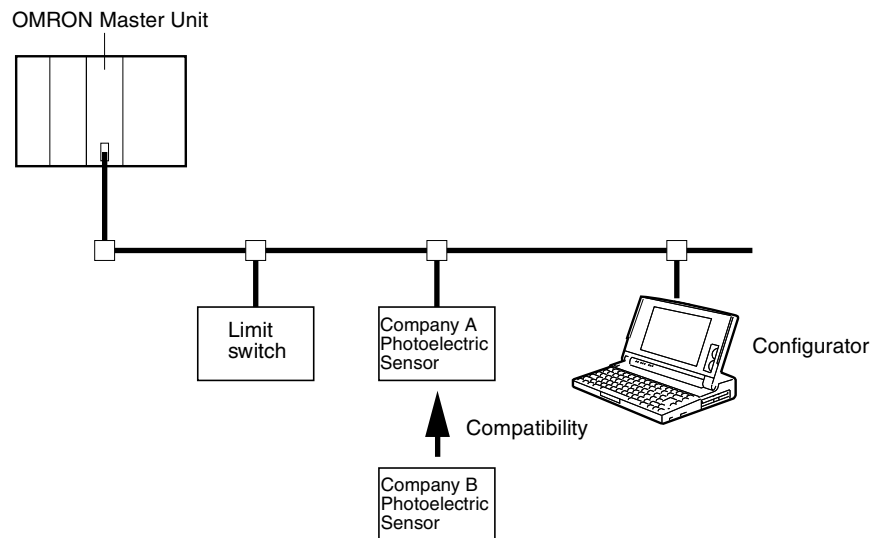 OMRON Master Unit
Limit
switch
Company A
Photoelectric
Sensor
Configurator
Compatibility
Company B
Photoelectric
Sensor